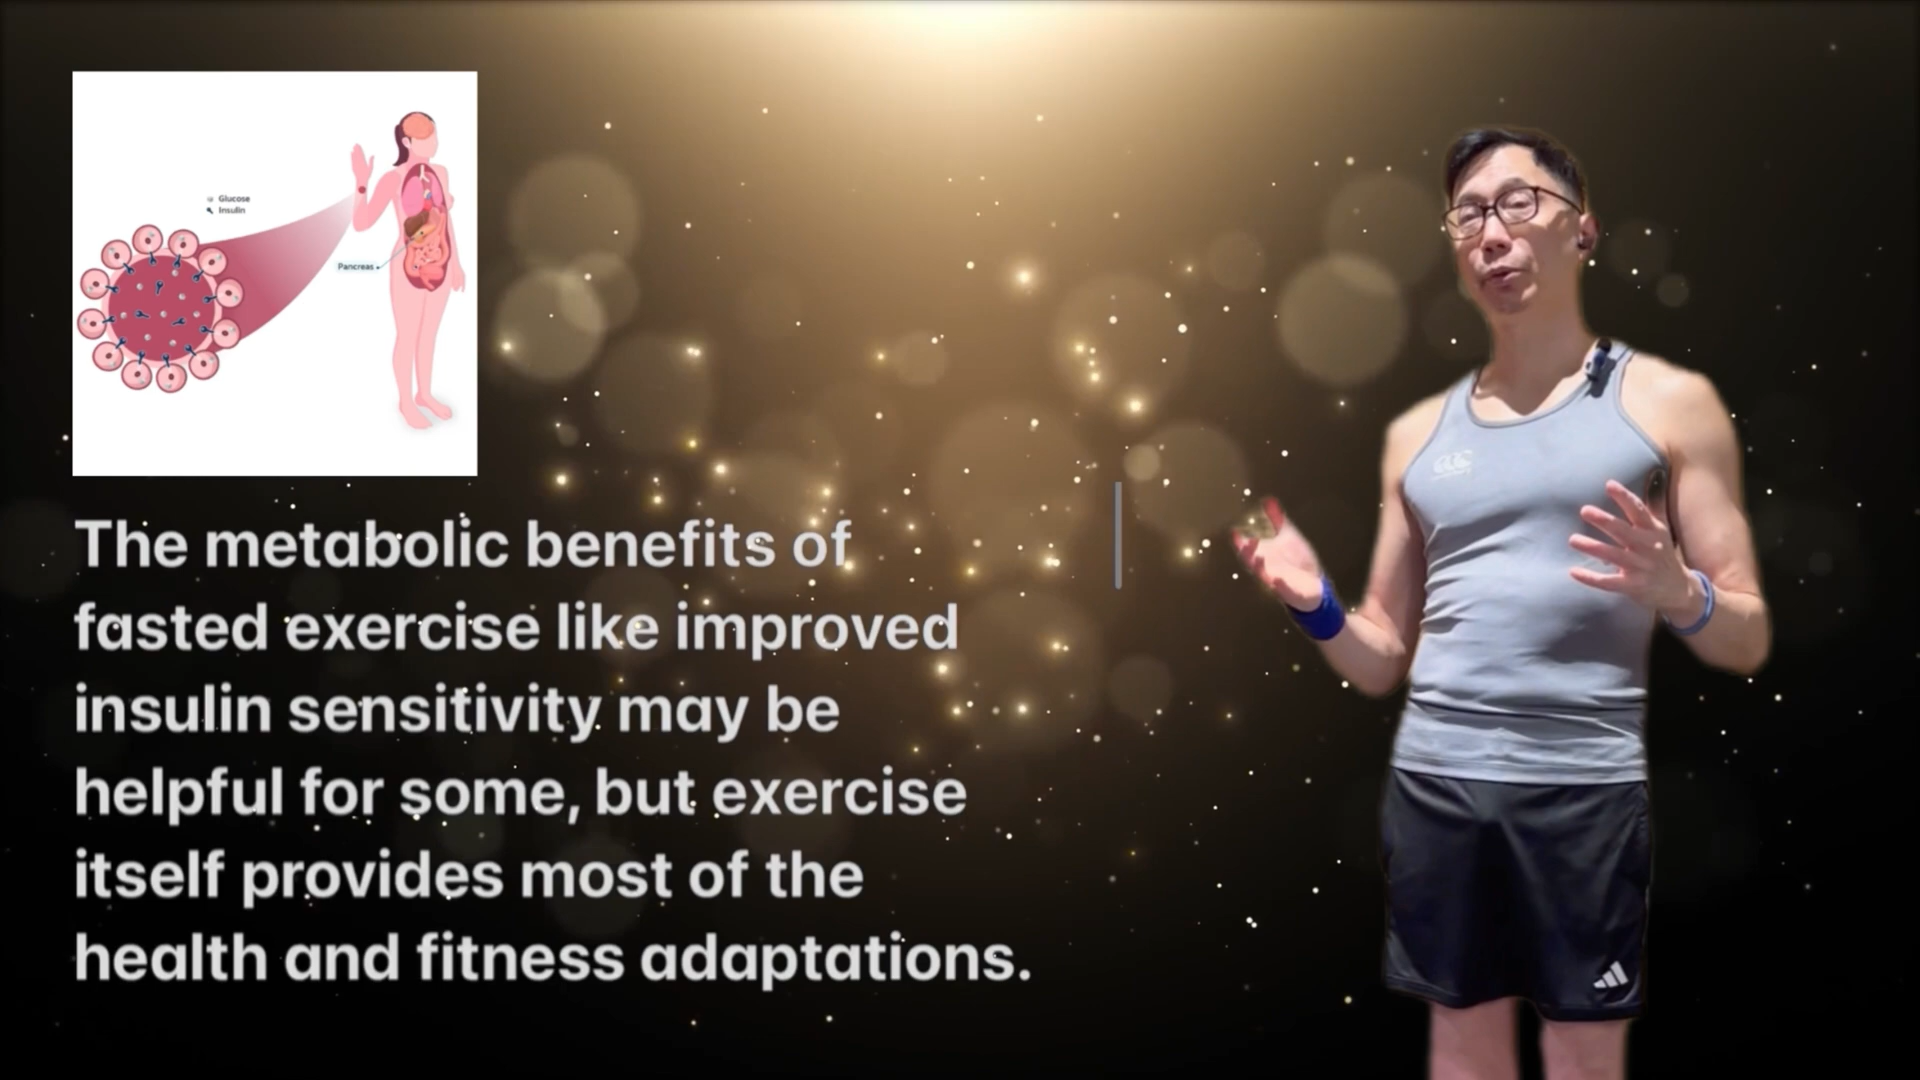 Glucose
Insulin
Pancreas
The metabolic benefits of
fasted exercise like improved
insulin sensitivity may be
helpful for some, but exercise
itself provides most of the
health and fitness adaptations.